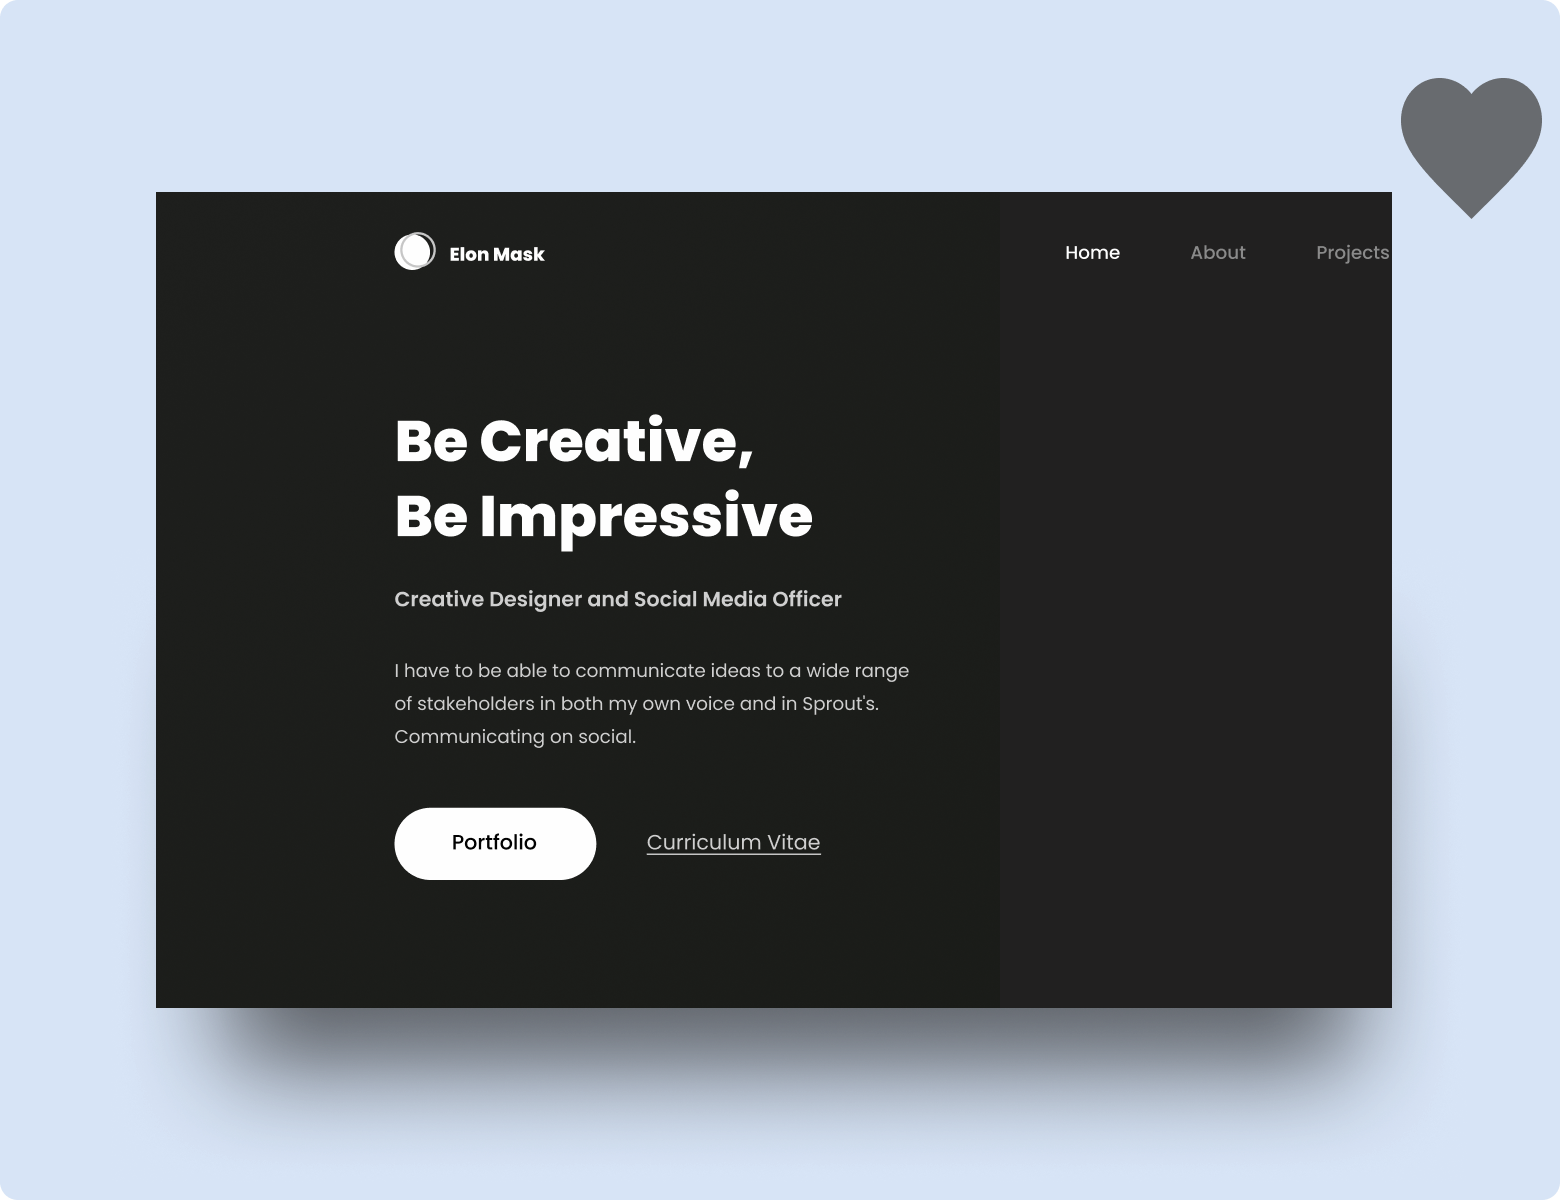 Elon Mask
Home About Projects
Be Creative,
Be Impressive
Creative Designer and Social Media Officer
I have to be able to communicate ideas to a wide range
of stakeholders in both my own voice and in Sprout's.
Communicating on social.
Portfolio Curriculum Vitae